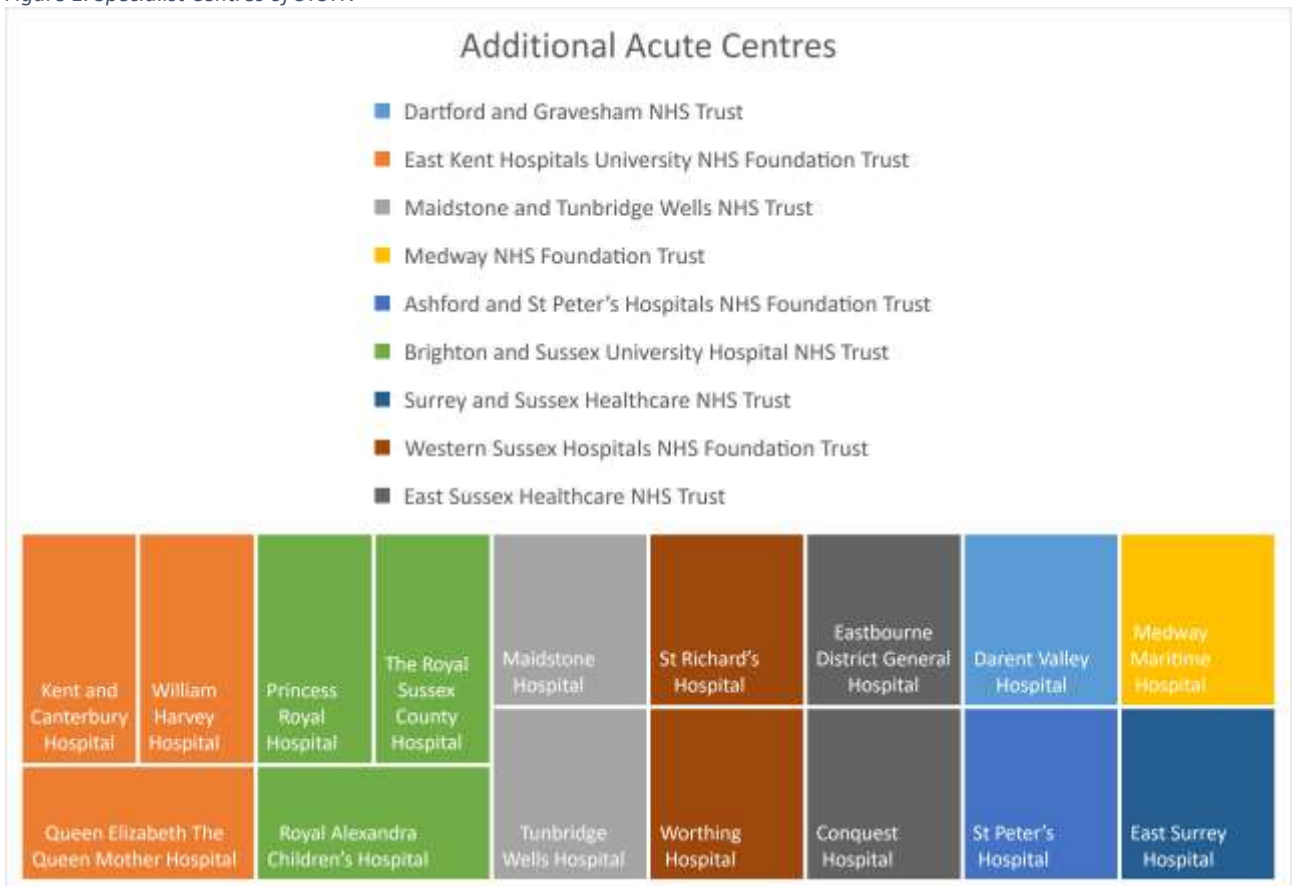 Additional Acute Centres
Dartford and Gravesham NHS Trust
East Kent Hospitals University NHS Foundation Trust
Maidstone and Tunbridge Wells NHS Trust
Medway NHS Foundation Trust
Ashford and St Peter's Hospitals NHS Foundation Trust
Brighton and Sussex University Hospital NHS Trust
Surrey and Sussex Healthcare NHS Trust
Western Sussex Hospitals NHS Foundation Trust
East Sussex Healthcare NHS Trust
Kent and
Canterbury
Hospital
William
Harvey
Hospital
Princess
Royal
Hospital
The Royal
Sussex
County
Hospital
Maidstone
Hospital
St Richard's
Hospital
Eastbourne
District General
Hospital
Darent Valley
Hospital
Medway
Maritime
Hospital
Queen Elizabeth The
Queen Mother Hospital
Royal Alexandra
Children's Hospital
Tunbridge
Wells Hospital
Worthing
Hospital
Conquest
Hospital
St Peter's
Hospital
East Surrey
Hospital